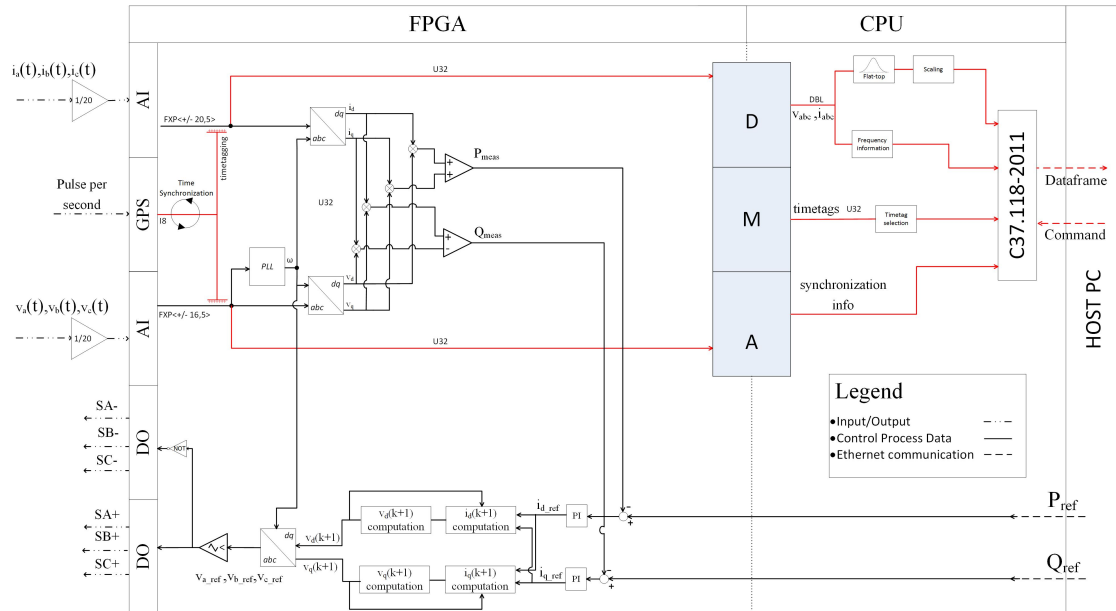 FPGA
CPU
i_a(t),i_b(t),i_c(t)
1/20
AI
FXP<+/- 20,5>
U32
timetagging
abc
dq
i_d
i_q
P_meas
Pulse per
second
GPS
Time
Synchronization
I8
U32
Q_meas
PLL
ω
v_a(t),v_b(t),v_c(t)
1/20
AI
FXP<+/- 16,5>
dq
abc
v_d
v_q
U32
D
M
A
DBL
v_abc ,i_abc
Flat-top
Scaling
Frequency
information
timetags
U32
Timetag
selection
synchronization
info
C37.118-2011
Dataframe
Command
HOST PC
Legend
●Input/Output
●Control Process Data
●Ethernet communication
SA-
SB-
SC-
DO
NOT
SA+
SB+
SC+
DO
v_a_ref ,v_b_ref,v_c_ref
dq
abc
v_d(k+1)
v_q(k+1)
v_d(k+1)
computation
i_d(k+1)
computation
i_d_ref
PI
P_ref
v_q(k+1)
computation
i_q(k+1)
computation
i_q_ref
PI
Q_ref